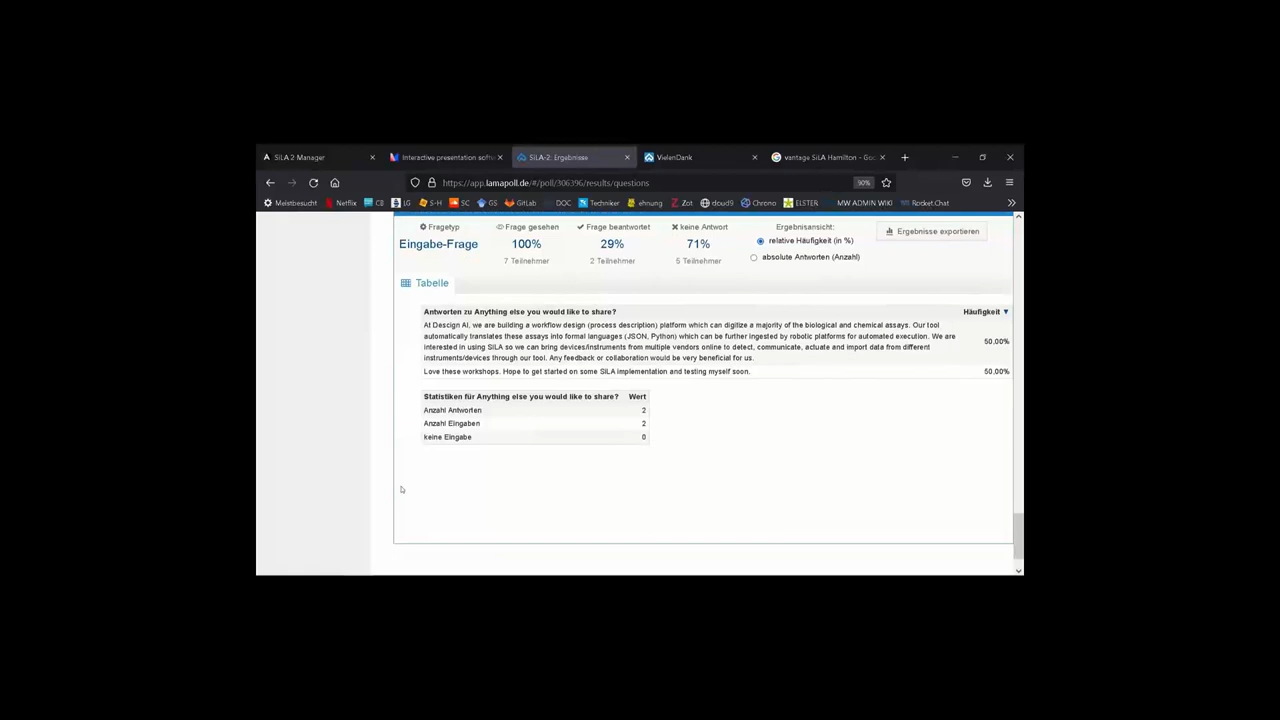 SiLA 2 Manager
Interactive presentation softw
SiLA-2: Ergebnisse
VielenDank
vantage SiLA Hamilton - Goo
https://app.lamapoll.de/#/poll/306396/results/questions
90%
Meistbesucht
Netflix
CB
LG
S-H
SC
GS
GitLab
DOC
Techniker
ehnung
Zot
cloud9
Chrono
ELSTER
MW ADMIN WIKI
Rocket.Chat
Fragetyp
Frage gesehen
Frage beantwortet
keine Antwort
Ergebnisansicht:
Ergebnisse exportieren
Eingabe-Frage
100%
29%
71%
relative Häufigkeit (in %)
7 Teilnehmer
2 Teilnehmer
5 Teilnehmer
absolute Antworten (Anzahl)
Tabelle
Antworten zu Anything else you would like to share?
Häufigkeit
At Descign AI, we are building a workflow design (process description) platform which can digitize a majority of the biological and chemical assays. Our tool
automatically translates these assays into formal languages (JSON, Python) which can be further ingested by robotic platforms for automated execution. We are
interested in using SiLA so we can bring devices/instruments from multiple vendors online to detect, communicate, actuate and import data from different
instruments/devices through our tool. Any feedback or collaboration would be very beneficial for us.
50,00%
Love these workshops. Hope to get started on some SiLA implementation and testing myself soon.
50,00%
Statistiken für Anything else you would like to share?
Wert
Anzahl Antworten
2
Anzahl Eingaben
2
keine Eingabe
0